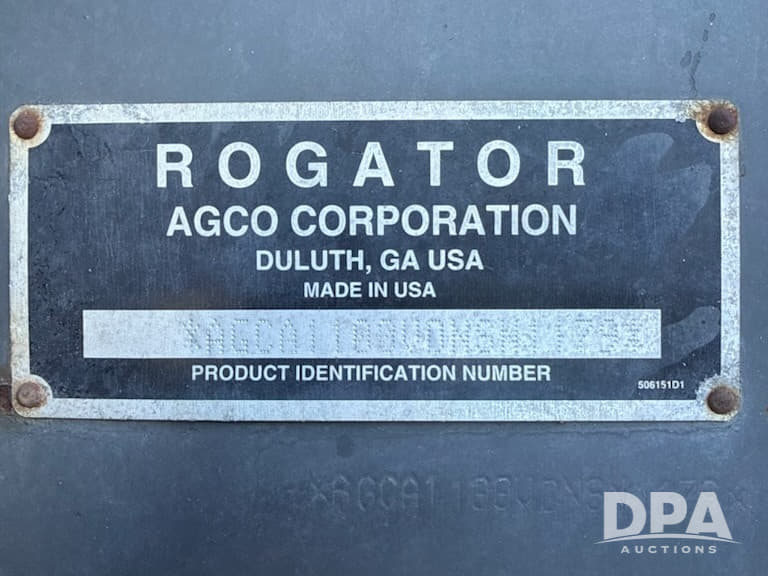 ROGATOR
AGCO CORPORATION
DULUTH, GA USA
MADE IN USA
PRODUCT IDENTIFICATION NUMBER
506151D1
DPA
AUCTIONS